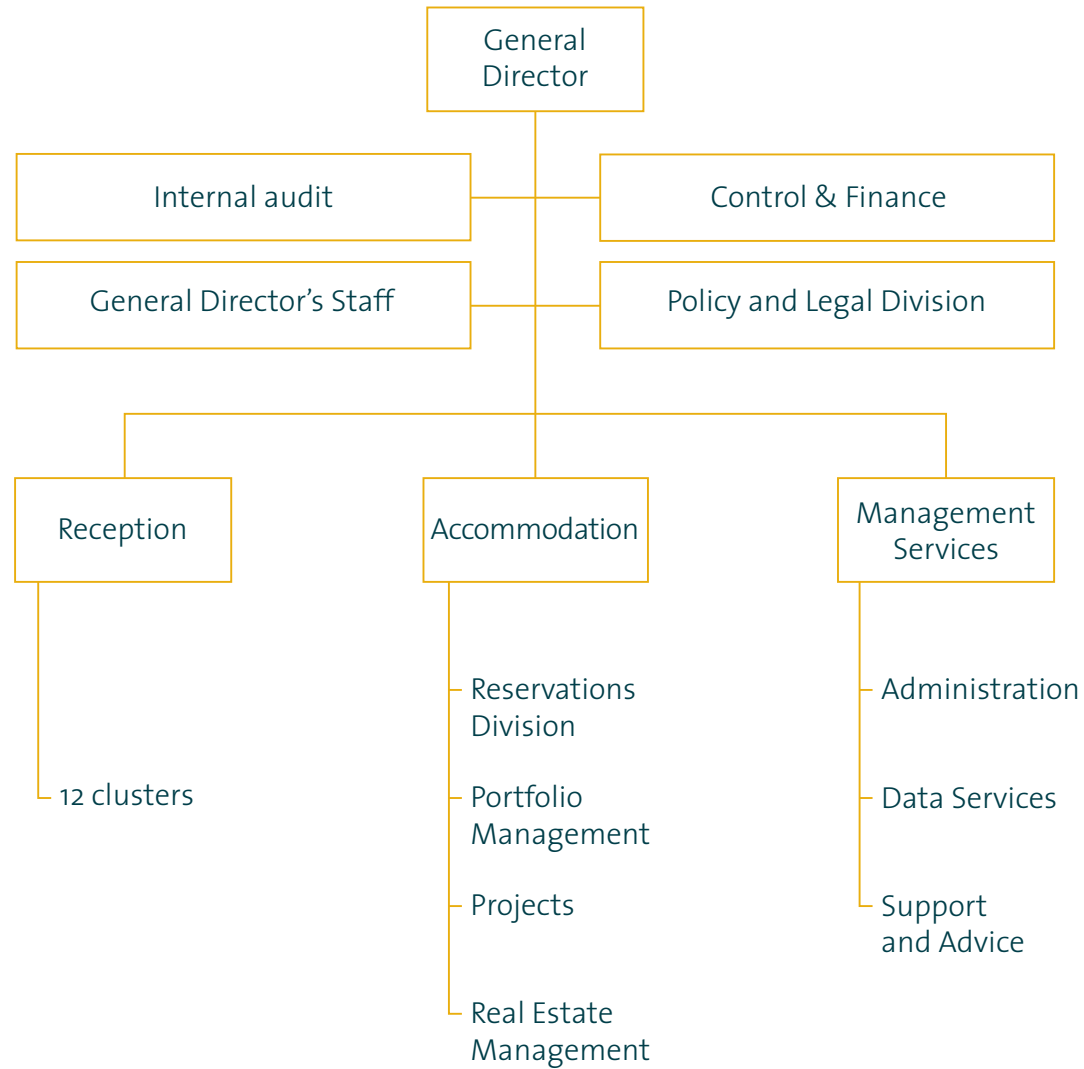 General
Director
Internal audit
Control & Finance
General Director’s Staff
Policy and Legal Division
Reception
Accommodation
Management
Services
12 clusters
Reservations
Division
Portfolio
Management
Projects
Real Estate
Management
Administration
Data Services
Support
and Advice